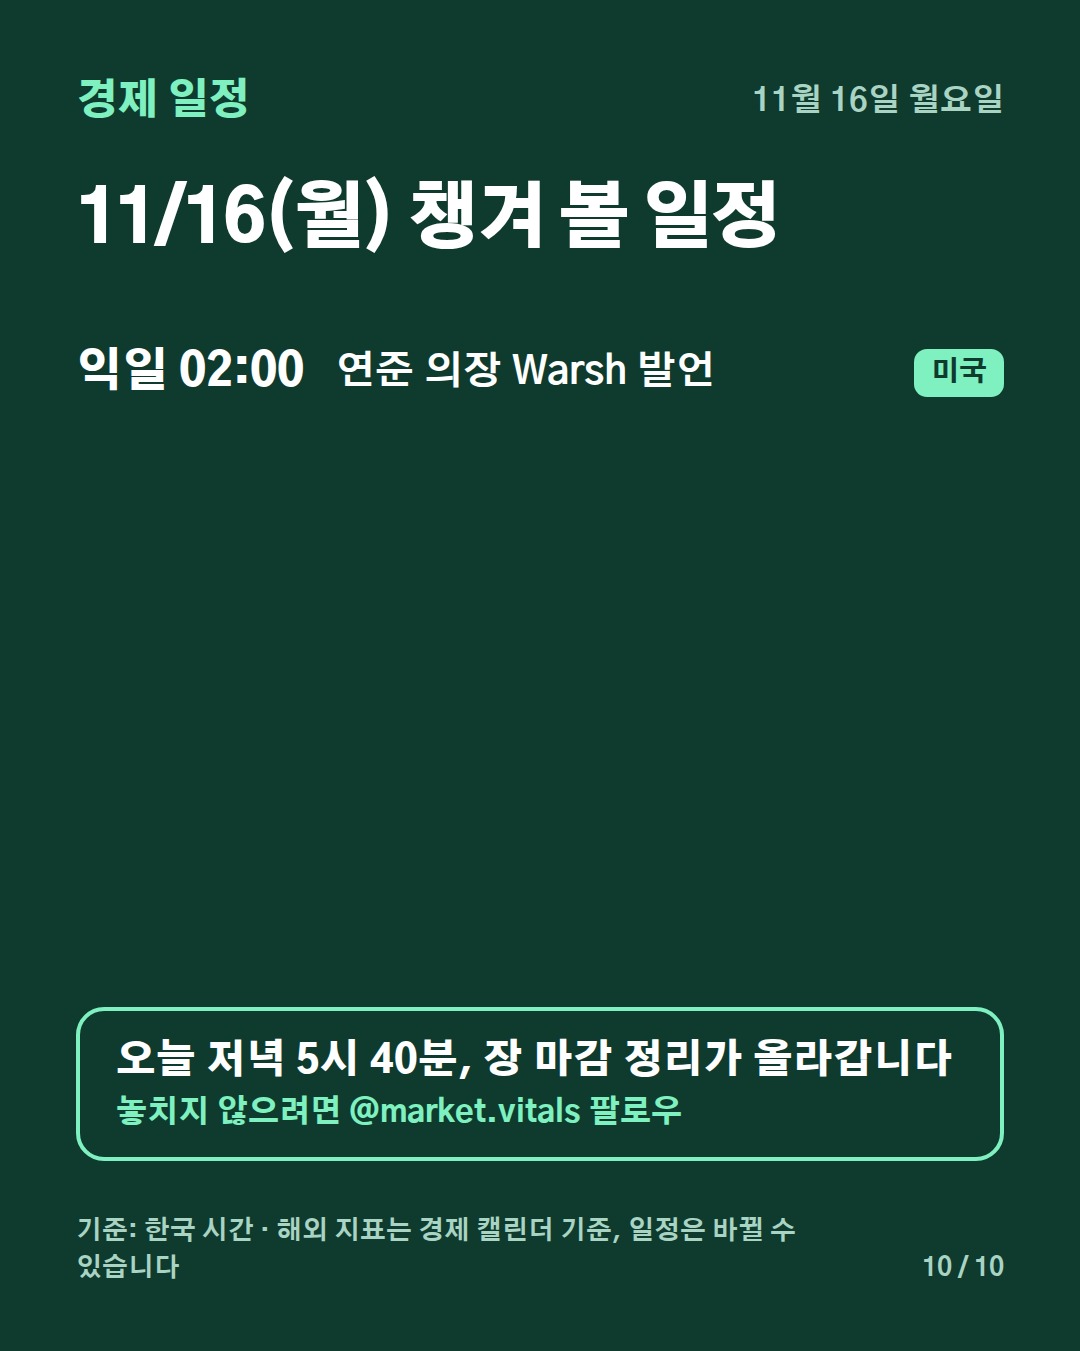 경제 일정
11월 16일 월요일
11/16(월) 챙겨 볼 일정
익일 02:00 연준 의장 Warsh 발언 미국
오늘 저녁 5시 40분, 장 마감 정리가 올라갑니다
놓치지 않으려면 @market.vitals 팔로우
기준: 한국 시간 · 해외 지표는 경제 캘린더 기준, 일정은 바뀔 수
있습니다
10 / 10